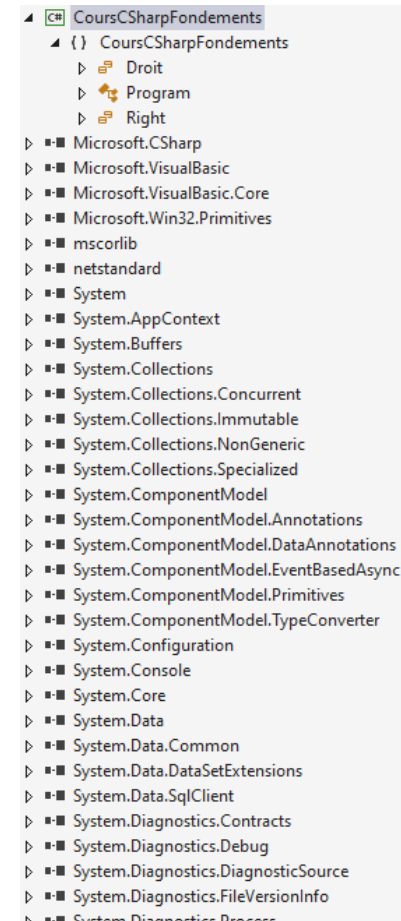 C# CoursCSharpFondements
{ } CoursCSharpFondements
Droit
Program
Right
Microsoft.CSharp
Microsoft.VisualBasic
Microsoft.VisualBasic.Core
Microsoft.Win32.Primitives
mscorlib
netstandard
System
System.AppContext
System.Buffers
System.Collections
System.Collections.Concurrent
System.Collections.Immutable
System.Collections.NonGeneric
System.Collections.Specialized
System.ComponentModel
System.ComponentModel.Annotations
System.ComponentModel.DataAnnotations
System.ComponentModel.EventBasedAsync
System.ComponentModel.Primitives
System.ComponentModel.TypeConverter
System.Configuration
System.Console
System.Core
System.Data
System.Data.Common
System.Data.DataSetExtensions
System.Data.SqlClient
System.Diagnostics.Contracts
System.Diagnostics.Debug
System.Diagnostics.DiagnosticSource
System.Diagnostics.FileVersionInfo
System.Diagnostics.Process